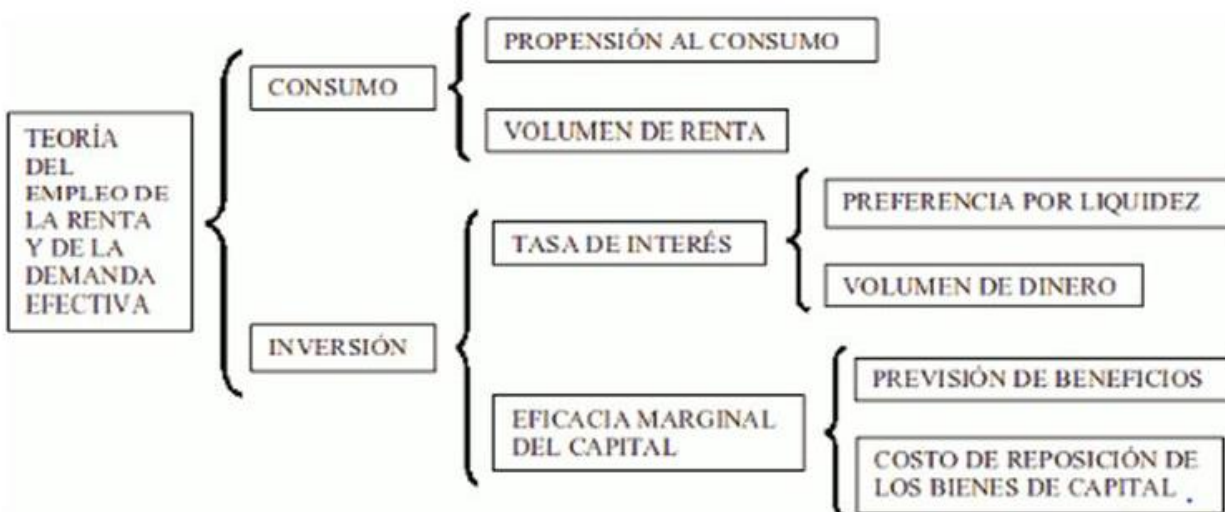 TEORÍA
DEL
EMPLEO DE
LA RENTA
Y DE LA
DEMANDA
EFECTIVA
CONSUMO
PROPENSIÓN AL CONSUMO
VOLUMEN DE RENTA
INVERSIÓN
TASA DE INTERÉS
PREFERENCIA POR LIQUIDEZ
VOLUMEN DE DINERO
EFICACIA MARGINAL
DEL CAPITAL
PREVISIÓN DE BENEFICIOS
COSTO DE REPOSICIÓN DE
LOS BIENES DE CAPITAL .